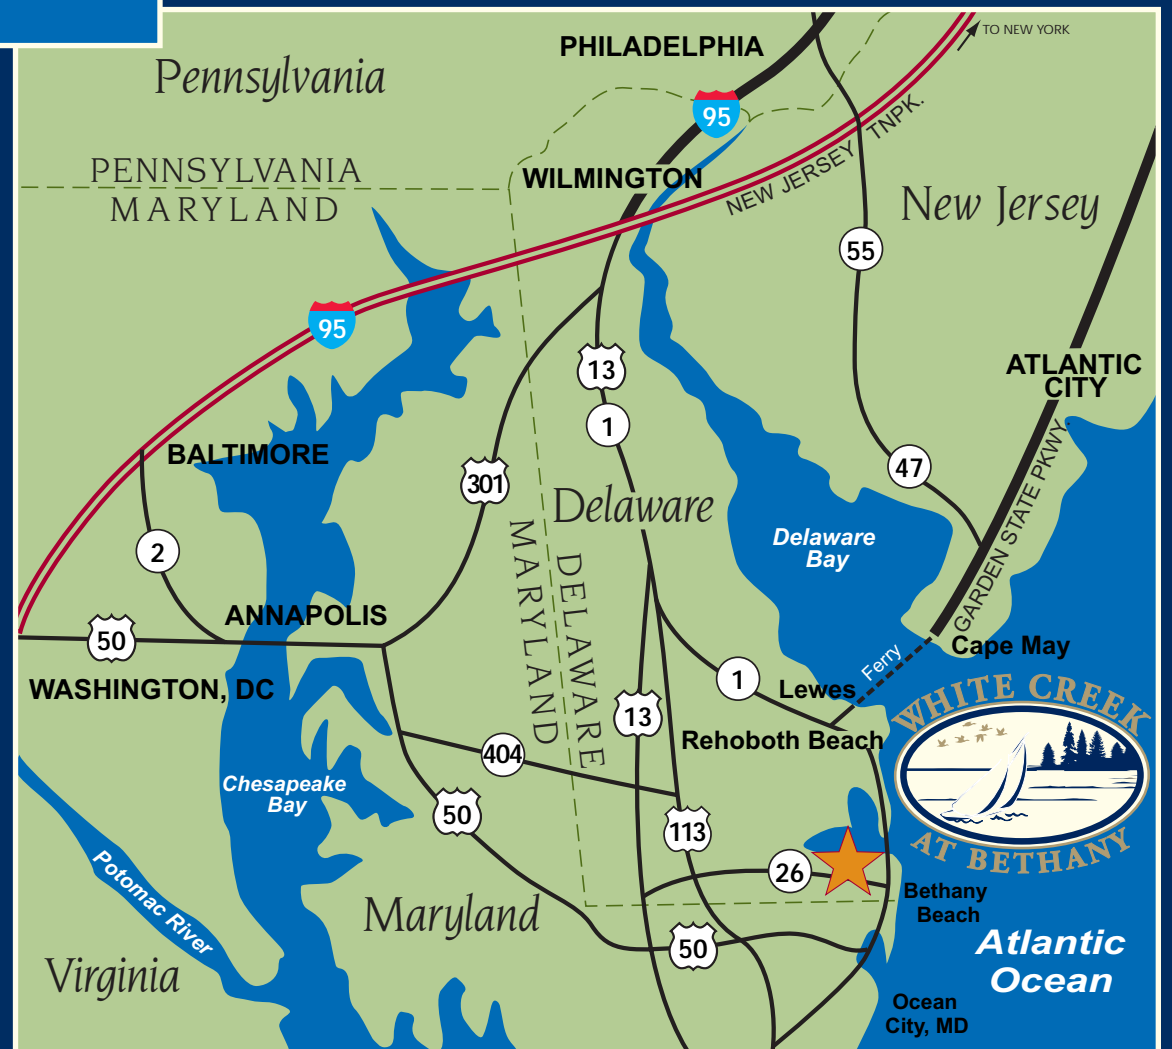 TO NEW YORK
PHILADELPHIA
Pennsylvania
95
PENNSYLVANIA
MARYLAND
WILMINGTON
NEW JERSEY TNPK.
New Jersey
55
95
13
1
ATLANTIC
CITY
BALTIMORE
301
47
GARDEN STATE PKWY.
Delaware
Delaware
Bay
2
MARYLAND
DELAWARE
ANNAPOLIS
50
WASHINGTON, DC
Cape May
Ferry
1
Lewes
13
Rehoboth Beach
WHITE CREEK
AT BETHANY
404
Chesapeake
Bay
50
113
26
Bethany
Beach
Potomac River
Maryland
50
Atlantic
Ocean
Virginia
Ocean
City, MD